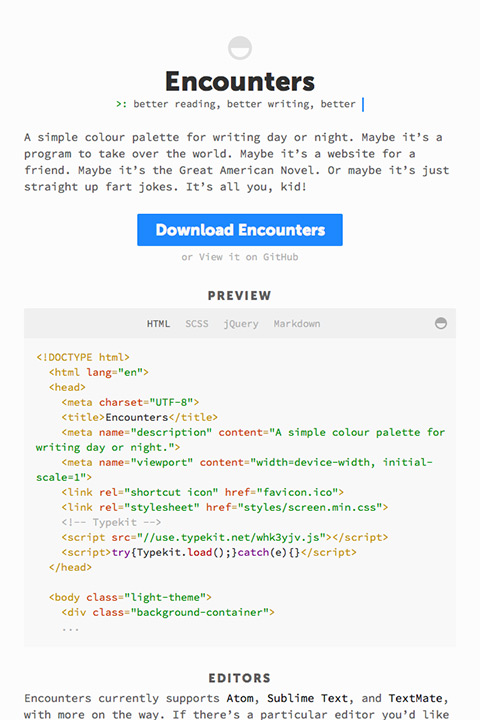 Encounters
>: better reading, better writing, better
A simple colour palette for writing day or night. Maybe it’s a
program to take over the world. Maybe it’s a website for a
friend. Maybe it’s the Great American Novel. Or maybe it’s just
straight up fart jokes. It’s all you, kid!
Download Encounters
or View it on GitHub
PREVIEW
HTML SCSS jQuery Markdown
<!DOCTYPE html>
<html lang="en">
<head>
<meta charset="UTF-8">
<title>Encounters</title>
<meta name="description" content="A simple colour palette for
writing day or night.">
<meta name="viewport" content="width=device-width, initial-
scale=1">
<link rel="shortcut icon" href="favicon.ico">
<link rel="stylesheet" href="styles/screen.min.css">
<!-- Typekit -->
<script src="//use.typekit.net/whk3yjv.js"></script>
<script>try{Typekit.load();}catch(e){}</script>
</head>
<body class="light-theme">
<div class="background-container">
...
EDITORS
Encounters currently supports Atom, Sublime Text, and TextMate,
with more on the way. If there’s a particular editor you’d like